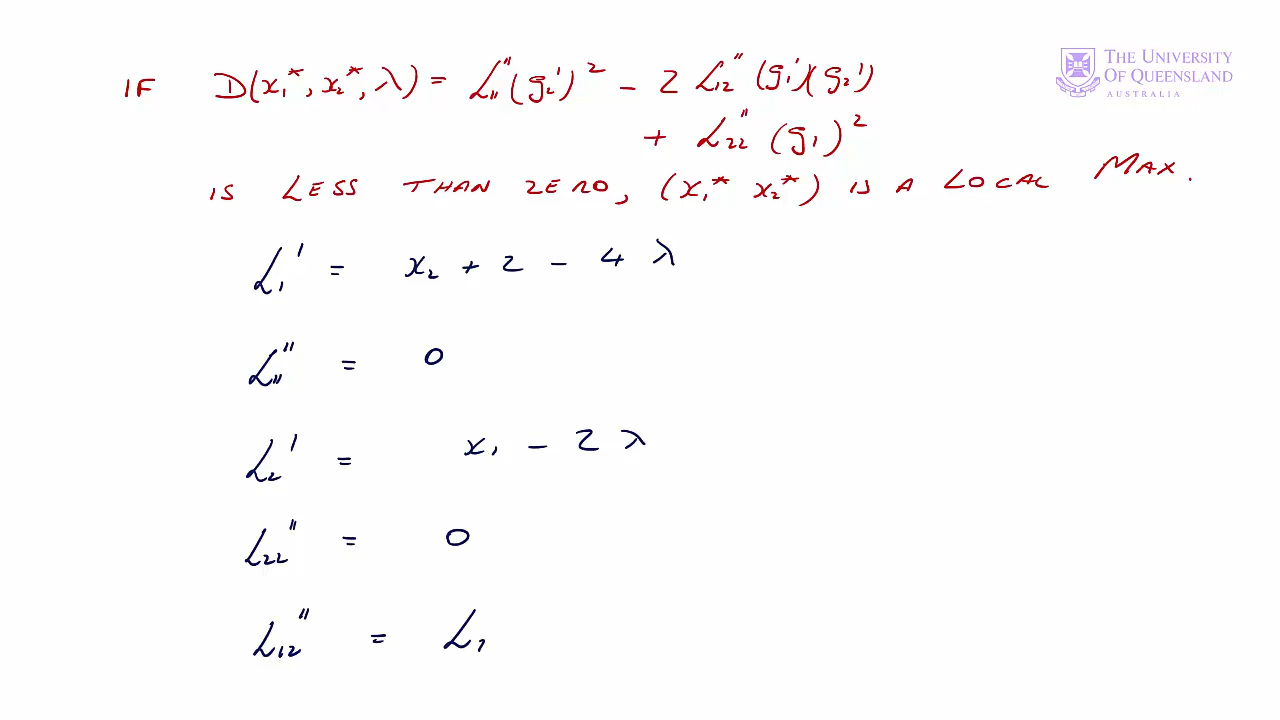 THE UNIVERSITY
OF QUEENSLAND
AUSTRALIA
IF D(x₁*, x₂*, λ) = L₁₁''(g₂')² - 2 L₁₂''(g₁')(g₂')
+ L₂₂''(g₁)²
IS LESS THAN ZERO, (x₁* x₂*) IS A LOCAL MAX.
L₁' = x₂ + 2 - 4 λ
L₁₁'' = 0
L₂' = x₁ - 2 λ
L₂₂'' = 0
L₁₂'' = L₂